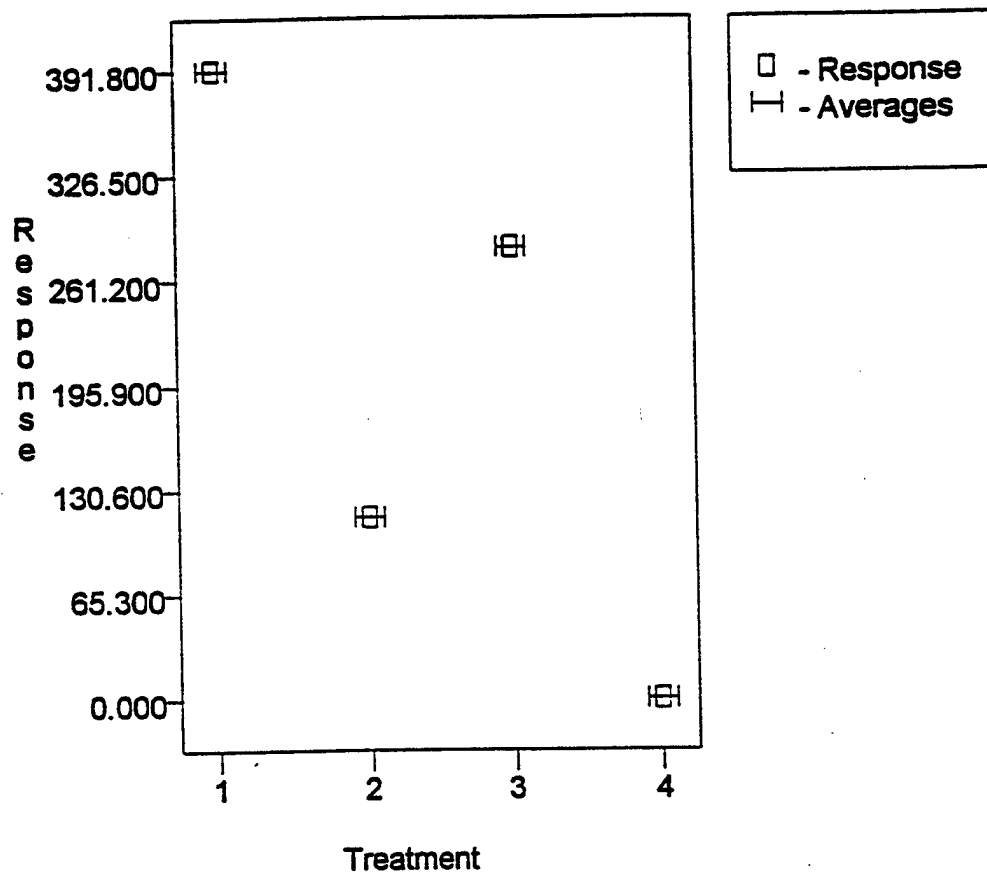 391.800
326.500
261.200
195.900
130.600
65.300
0.000
Response
1 2 3 4
Treatment
- Response
- Averages